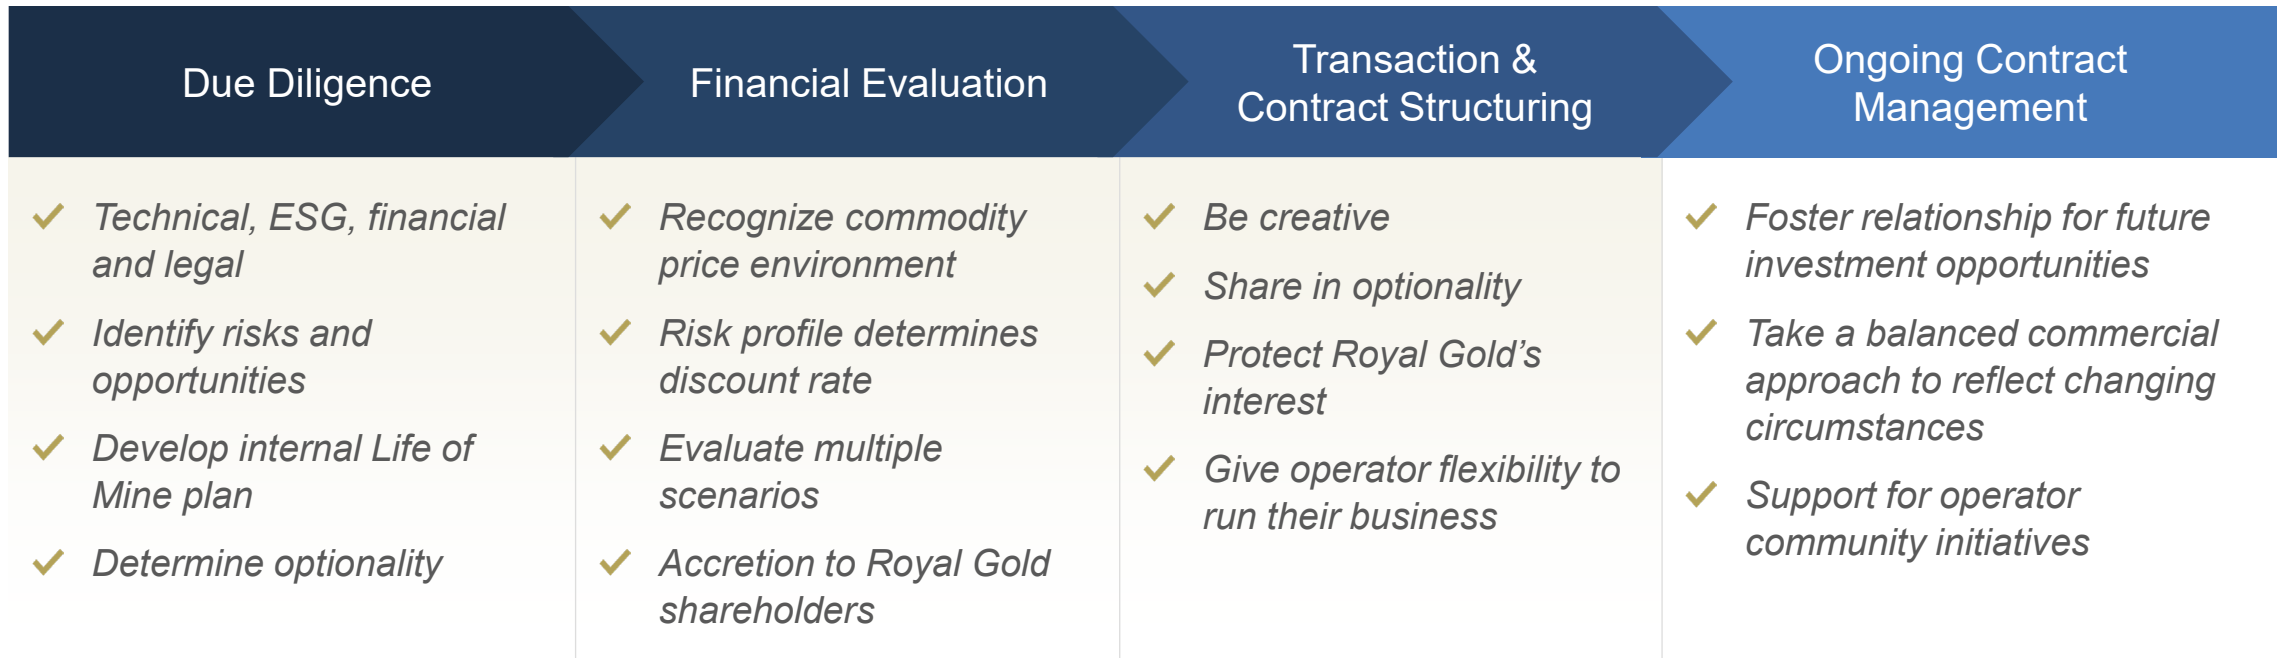 Due Diligence
Financial Evaluation
Transaction &
Contract Structuring
Ongoing Contract
Management
Technical, ESG, financial
and legal
Identify risks and
opportunities
Develop internal Life of
Mine plan
Determine optionality
Recognize commodity
price environment
Risk profile determines
discount rate
Evaluate multiple
scenarios
Accretion to Royal Gold
shareholders
Be creative
Share in optionality
Protect Royal Gold’s
interest
Give operator flexibility to
run their business
Foster relationship for future
investment opportunities
Take a balanced commercial
approach to reflect changing
circumstances
Support for operator
community initiatives